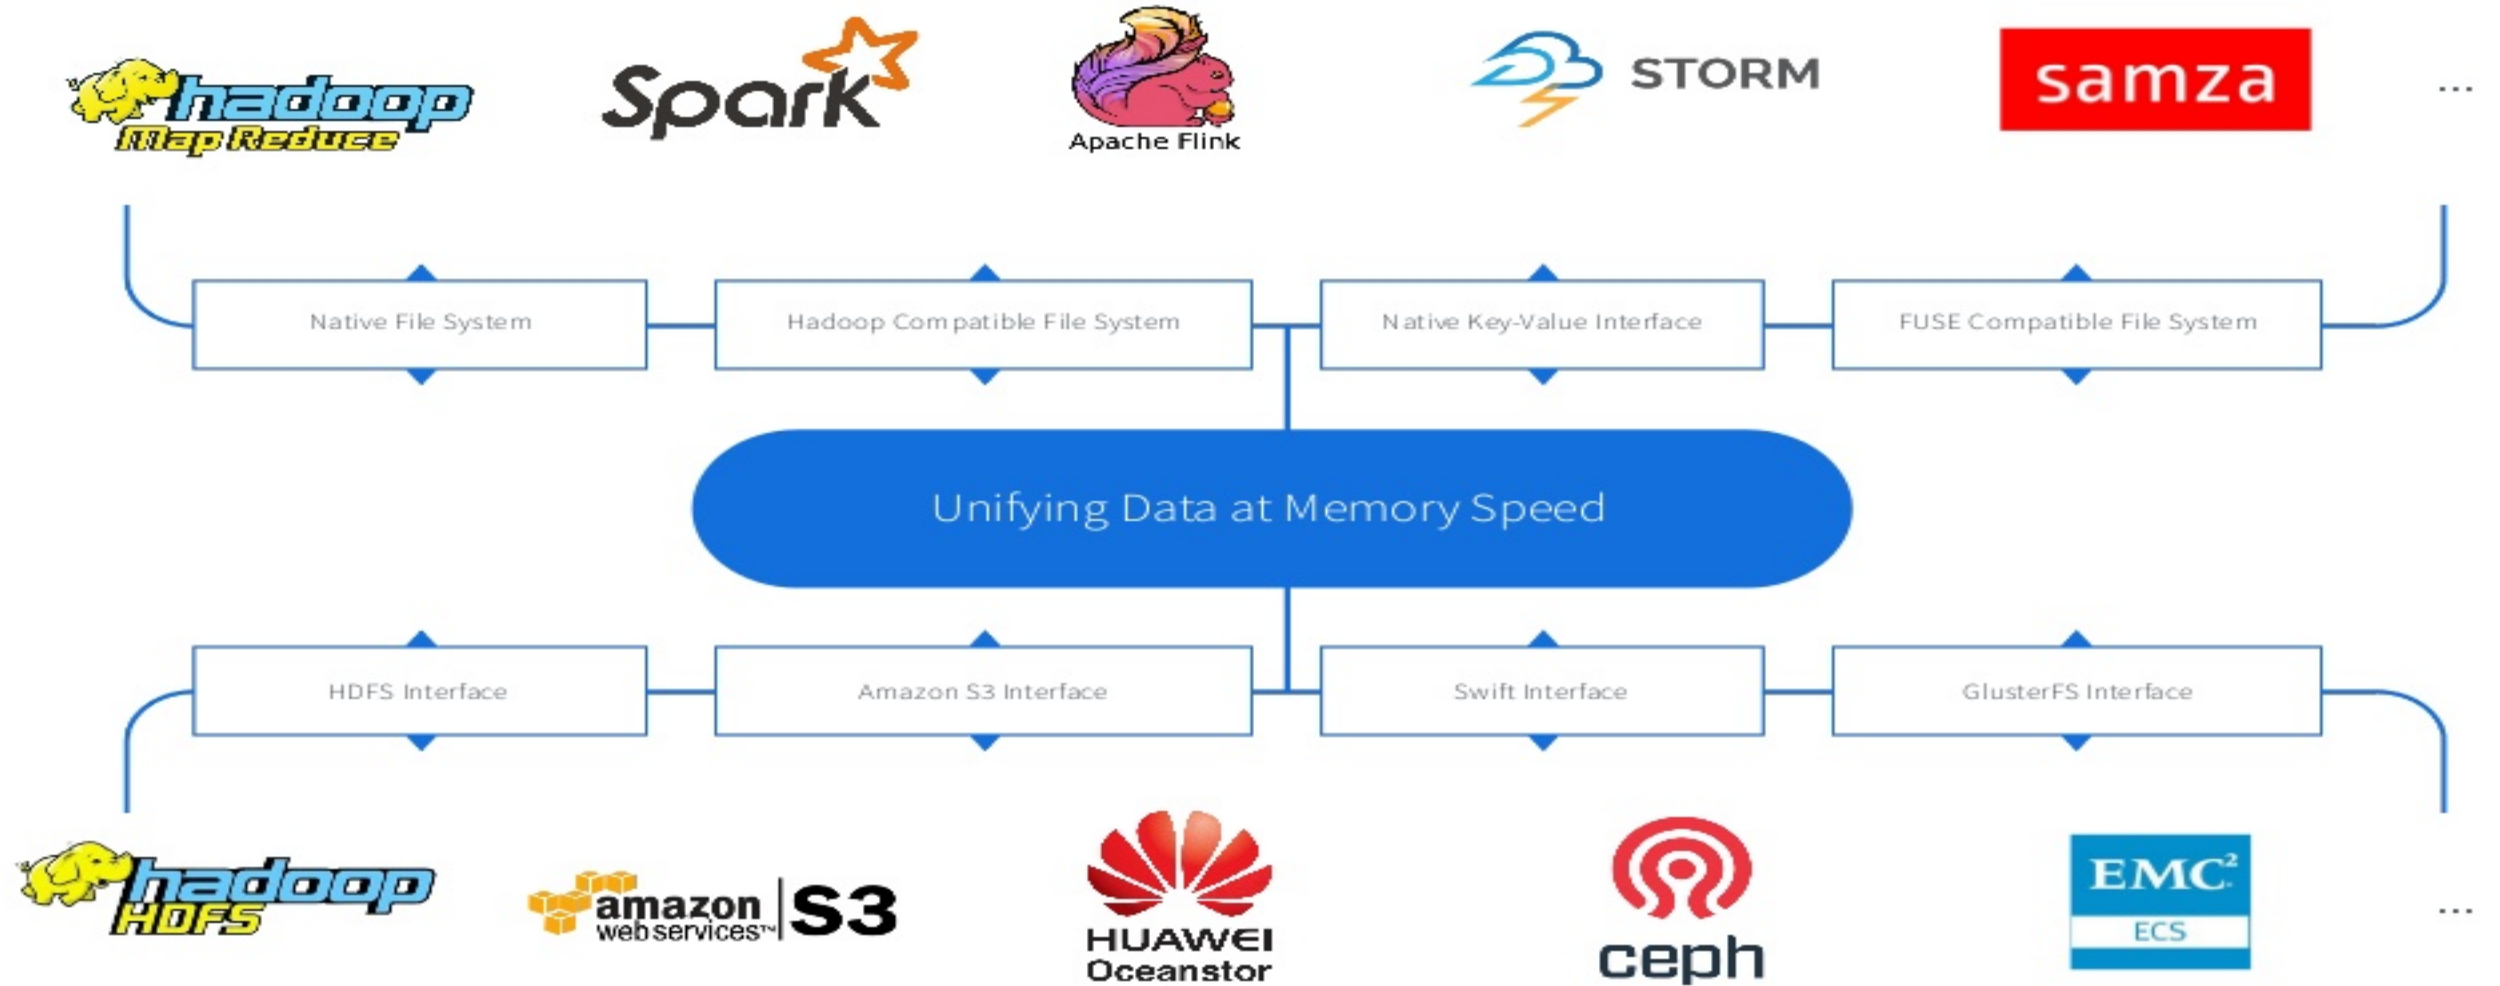 hadoop
Map Reduce
Spark
Apache Flink
STORM
samza
...
Native File System
Hadoop Compatible File System
Native Key-Value Interface
FUSE Compatible File System
Unifying Data at Memory Speed
HDFS Interface
Amazon S3 Interface
Swift Interface
GlusterFS Interface
hadoop
HDFS
amazon
web services™
S3
HUAWEI
Oceanstor
ceph
EMC²
ECS
...